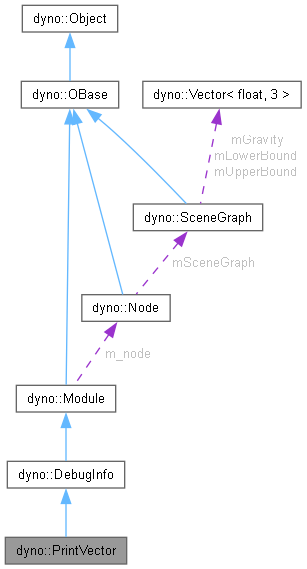 dyno::Object
dyno::OBase
dyno::Vector< float, 3 >
mGravity
mLowerBound
mUpperBound
dyno::SceneGraph
mSceneGraph
dyno::Node
m_node
dyno::Module
dyno::DebugInfo
dyno::PrintVector